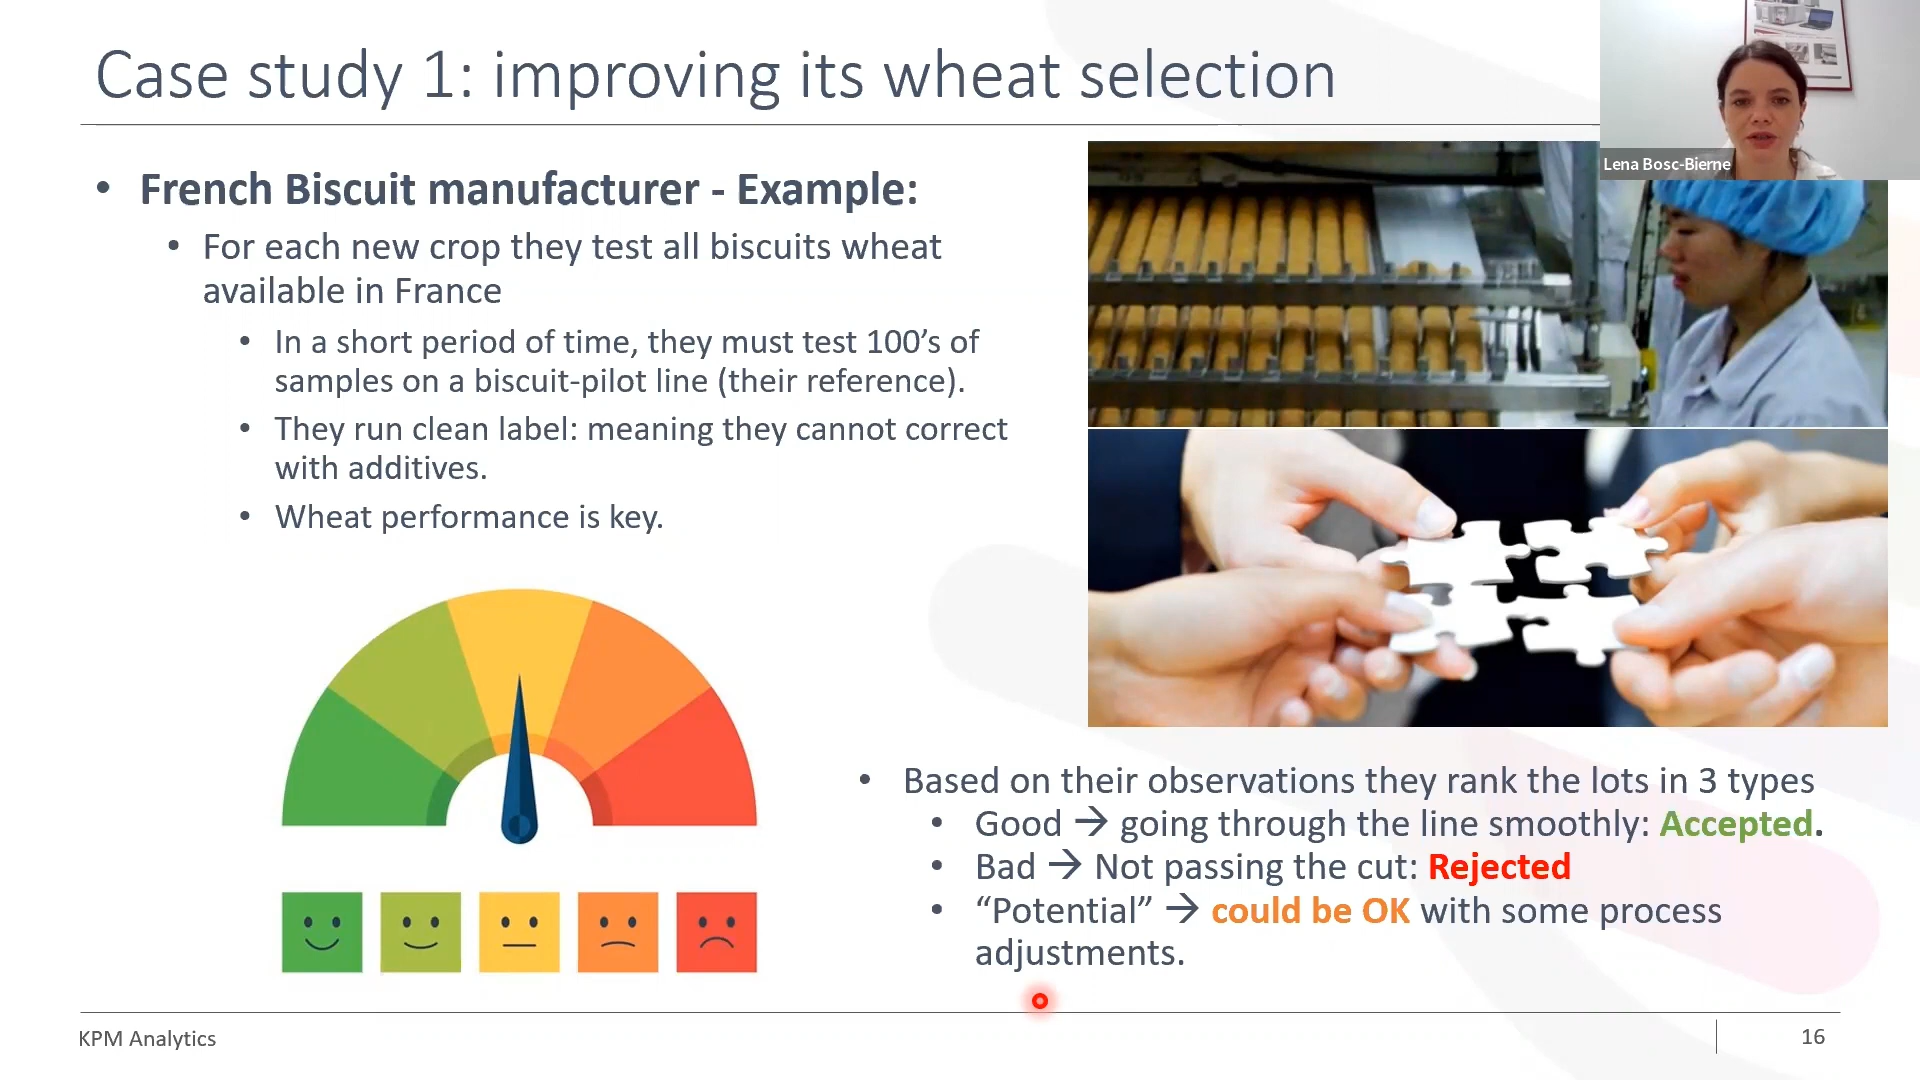 Case study 1: improving its wheat selection
Lena Bosc-Bierne
• French Biscuit manufacturer - Example:
• For each new crop they test all biscuits wheat
available in France
• In a short period of time, they must test 100’s of
samples on a biscuit-pilot line (their reference).
• They run clean label: meaning they cannot correct
with additives.
• Wheat performance is key.
• Based on their observations they rank the lots in 3 types
• Good → going through the line smoothly: Accepted.
• Bad → Not passing the cut: Rejected
• “Potential” → could be OK with some process
adjustments.
KPM Analytics
16